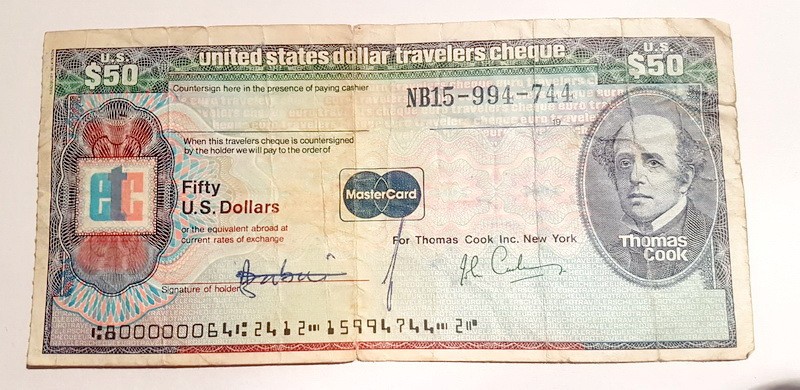 U.S. $50
united states dollar travelers cheque
U.S. $50
Countersign here in the presence of paying cashier
NB15-994-744
19
When this travelers cheque is countersigned
by the holder we will pay to the order of
etc
Fifty
U.S. Dollars
MasterCard
or the equivalent abroad at
current rates of exchange
For Thomas Cook Inc. New York
Thomas
Cook
Signature of holder
⑆800000064⑆2412⑉15994744⑉2⑈